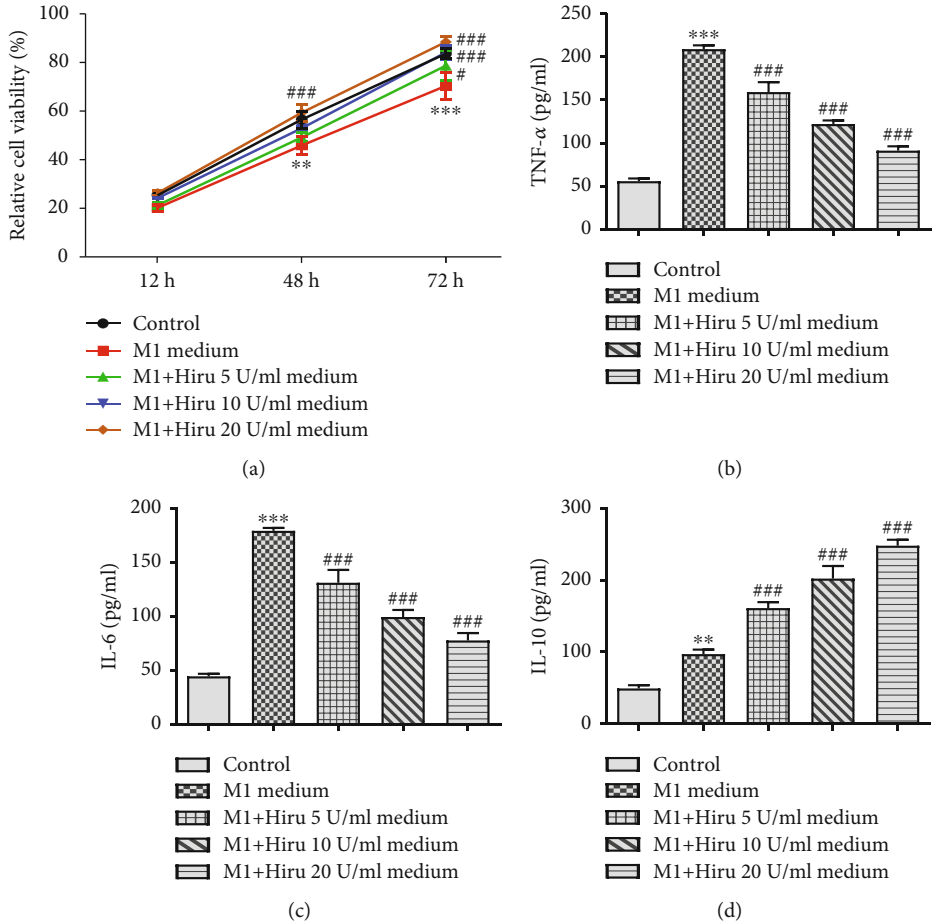 100
80
60
40
20
0
Relative cell viability (%)
###
**
###
###
#
***
12 h
48 h
72 h
Control
M1 medium
M1+Hiru 5 U/ml medium
M1+Hiru 10 U/ml medium
M1+Hiru 20 U/ml medium
(a)
250
200
150
100
50
0
TNF-α (pg/ml)
***
###
###
###
Control
M1 medium
M1+Hiru 5 U/ml medium
M1+Hiru 10 U/ml medium
M1+Hiru 20 U/ml medium
(b)
200
150
100
50
0
IL-6 (pg/ml)
***
###
###
###
Control
M1 medium
M1+Hiru 5 U/ml medium
M1+Hiru 10 U/ml medium
M1+Hiru 20 U/ml medium
(c)
300
200
100
0
IL-10 (pg/ml)
**
###
###
###
Control
M1 medium
M1+Hiru 5 U/ml medium
M1+Hiru 10 U/ml medium
M1+Hiru 20 U/ml medium
(d)